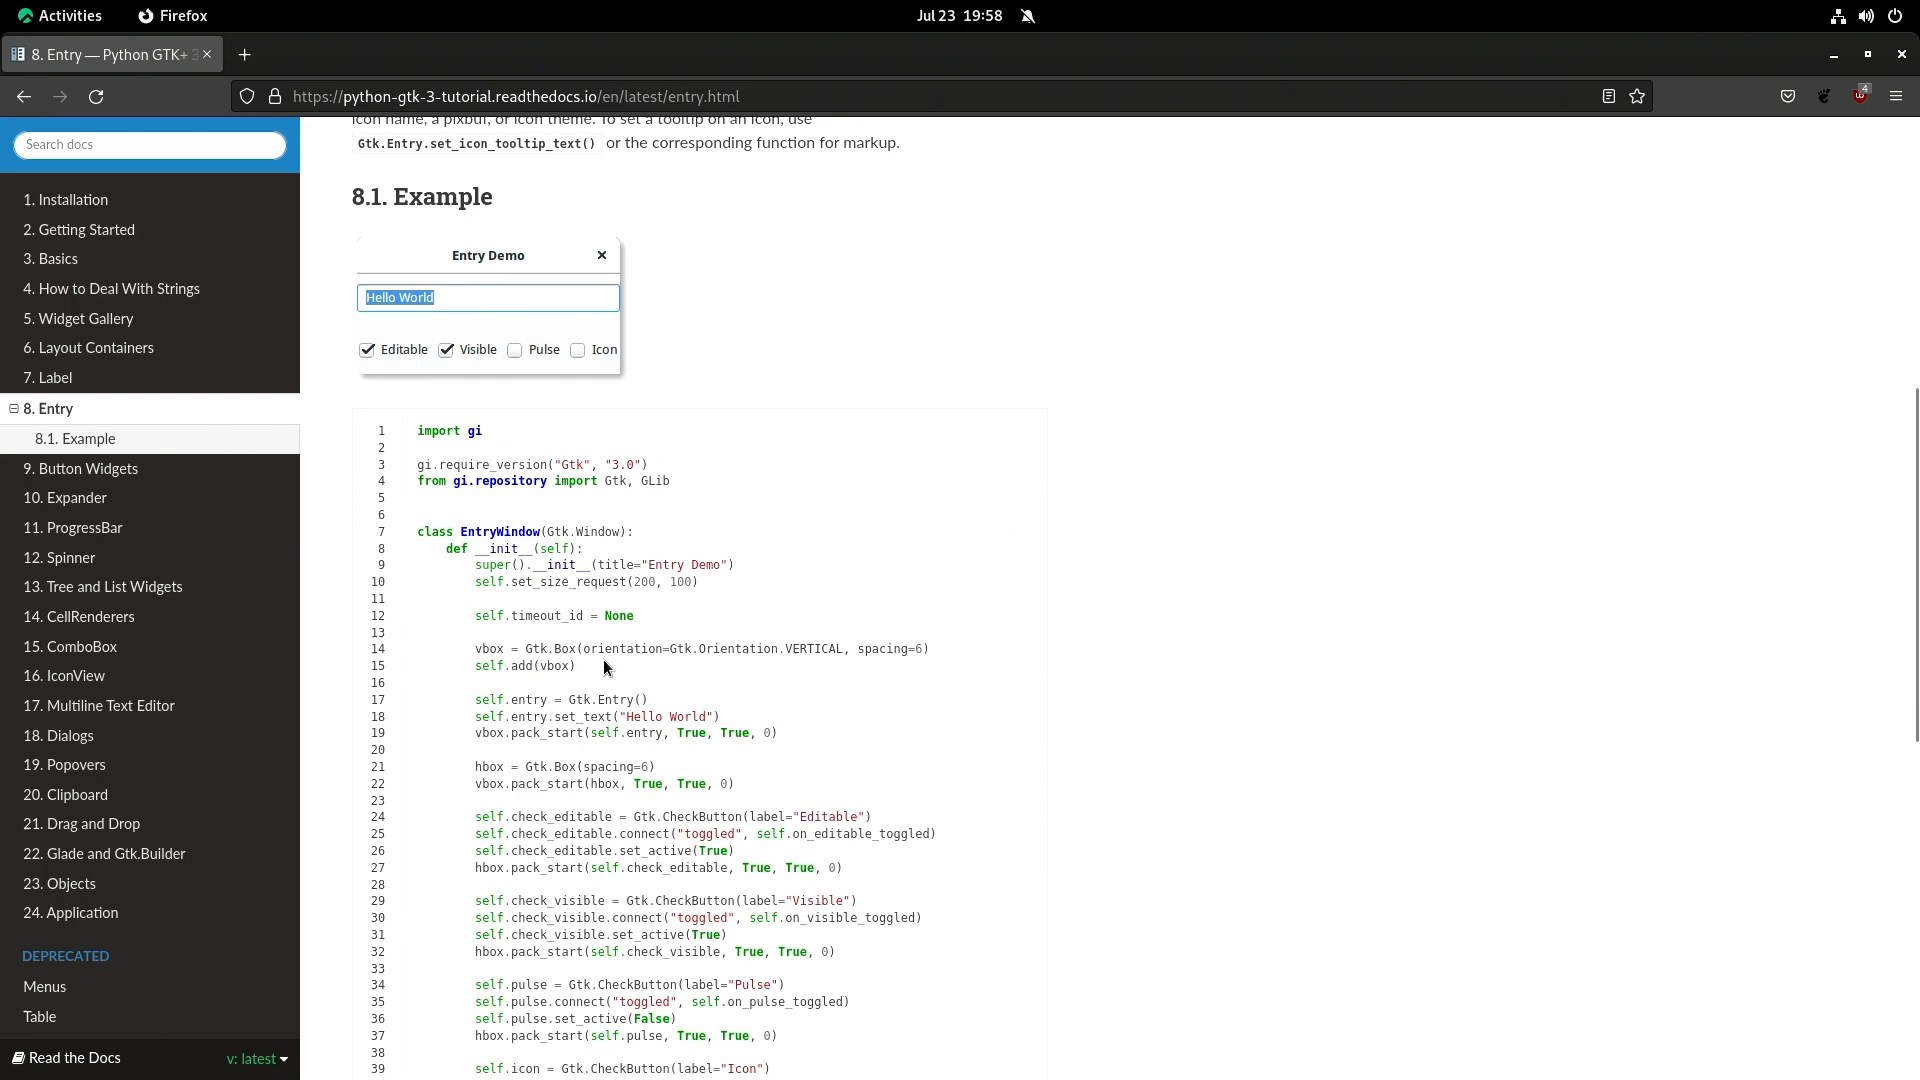 Activities Firefox Jul 23 19:58
8. Entry — Python GTK+ 3
https://python-gtk-3-tutorial.readthedocs.io/en/latest/entry.html 4
Search docs
1. Installation
2. Getting Started
3. Basics
4. How to Deal With Strings
5. Widget Gallery
6. Layout Containers
7. Label
8. Entry
8.1. Example
9. Button Widgets
10. Expander
11. ProgressBar
12. Spinner
13. Tree and List Widgets
14. CellRenderers
15. ComboBox
16. IconView
17. Multiline Text Editor
18. Dialogs
19. Popovers
20. Clipboard
21. Drag and Drop
22. Glade and Gtk.Builder
23. Objects
24. Application
DEPRECATED
Menus
Table
Read the Docs v: latest
icon name, a pixbuf, or icon theme. To set a tooltip on an icon, use
Gtk.Entry.set_icon_tooltip_text() or the corresponding function for markup.
8.1. Example
Entry Demo
Hello World
Editable Visible Pulse Icon
1 import gi
2
3 gi.require_version("Gtk", "3.0")
4 from gi.repository import Gtk, GLib
5
6
7 class EntryWindow(Gtk.Window):
8     def __init__(self):
9         super().__init__(title="Entry Demo")
10         self.set_size_request(200, 100)
11
12         self.timeout_id = None
13
14         vbox = Gtk.Box(orientation=Gtk.Orientation.VERTICAL, spacing=6)
15         self.add(vbox)
16
17         self.entry = Gtk.Entry()
18         self.entry.set_text("Hello World")
19         vbox.pack_start(self.entry, True, True, 0)
20
21         hbox = Gtk.Box(spacing=6)
22         vbox.pack_start(hbox, True, True, 0)
23
24         self.check_editable = Gtk.CheckButton(label="Editable")
25         self.check_editable.connect("toggled", self.on_editable_toggled)
26         self.check_editable.set_active(True)
27         hbox.pack_start(self.check_editable, True, True, 0)
28
29         self.check_visible = Gtk.CheckButton(label="Visible")
30         self.check_visible.connect("toggled", self.on_visible_toggled)
31         self.check_visible.set_active(True)
32         hbox.pack_start(self.check_visible, True, True, 0)
33
34         self.pulse = Gtk.CheckButton(label="Pulse")
35         self.pulse.connect("toggled", self.on_pulse_toggled)
36         self.pulse.set_active(False)
37         hbox.pack_start(self.pulse, True, True, 0)
38
39         self.icon = Gtk.CheckButton(label="Icon")